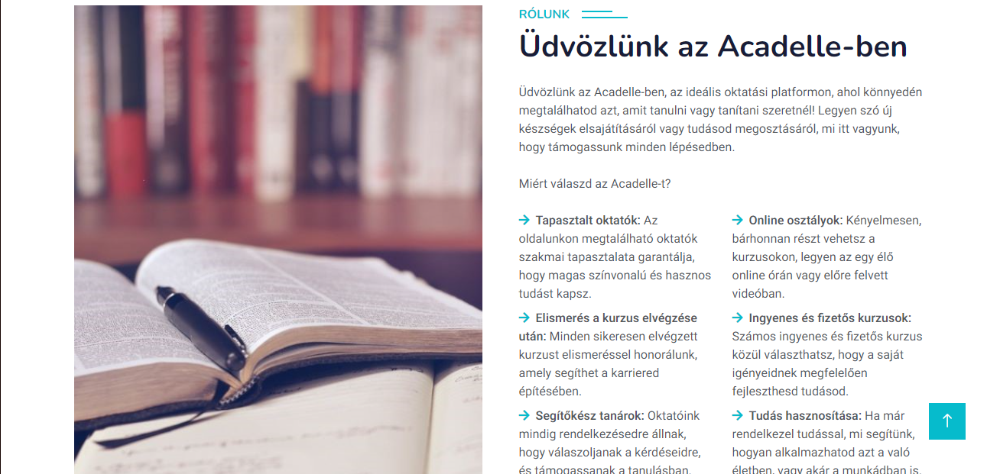 RÓLUNK
Üdvözlünk az Acadelle-ben
Üdvözlünk az Acadelle-ben, az ideális oktatási platformon, ahol könnyedén
megtalálhatod azt, amit tanulni vagy tanítani szeretnél! Legyen szó új
készségek elsajátításáról vagy tudásod megosztásáról, mi itt vagyunk,
hogy támogassunk minden lépésedben.
Miért válaszd az Acadelle-t?
Tapasztalt oktatók: Az
oldalunkon megtalálható oktatók
szakmai tapasztalata garantálja,
hogy magas színvonalú és hasznos
tudást kapsz.
Online osztályok: Kényelmesen,
bárhonnan részt vehetsz a
kurzusokon, legyen az egy élő
online órán vagy előre felvett
videóban.
Elismerés a kurzus elvégzése
után: Minden sikeresen elvégzett
kurzust elismeréssel honorálunk,
amely segíthet a karriered
építésében.
Ingyenes és fizetős kurzusok:
Számos ingyenes és fizetős kurzus
közül választhatsz, hogy a saját
igényeidnek megfelelően
fejleszthesd tudásod.
Segítőkész tanárok: Oktatóink
mindig rendelkezésedre állnak,
hogy válaszoljanak a kérdéseidre,
és támogassanak a tanulásban.
Tudás hasznosítása: Ha már
rendelkezel tudással, mi segítünk,
hogyan alkalmazhatod azt a való
életben, vagy akár a munkádban is.